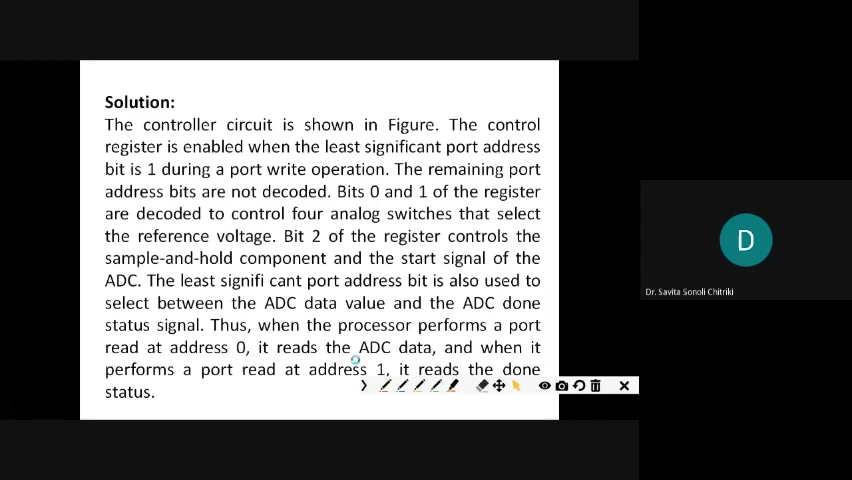 Solution:
The controller circuit is shown in Figure. The control
register is enabled when the least significant port address
bit is 1 during a port write operation. The remaining port
address bits are not decoded. Bits 0 and 1 of the register
are decoded to control four analog switches that select
the reference voltage. Bit 2 of the register controls the
sample-and-hold component and the start signal of the
ADC. The least signifi cant port address bit is also used to
select between the ADC data value and the ADC done
status signal. Thus, when the processor performs a port
read at address 0, it reads the ADC data, and when it
performs a port read at address 1, it reads the done
status.
D
Dr. Savita Sonoli Chitriki